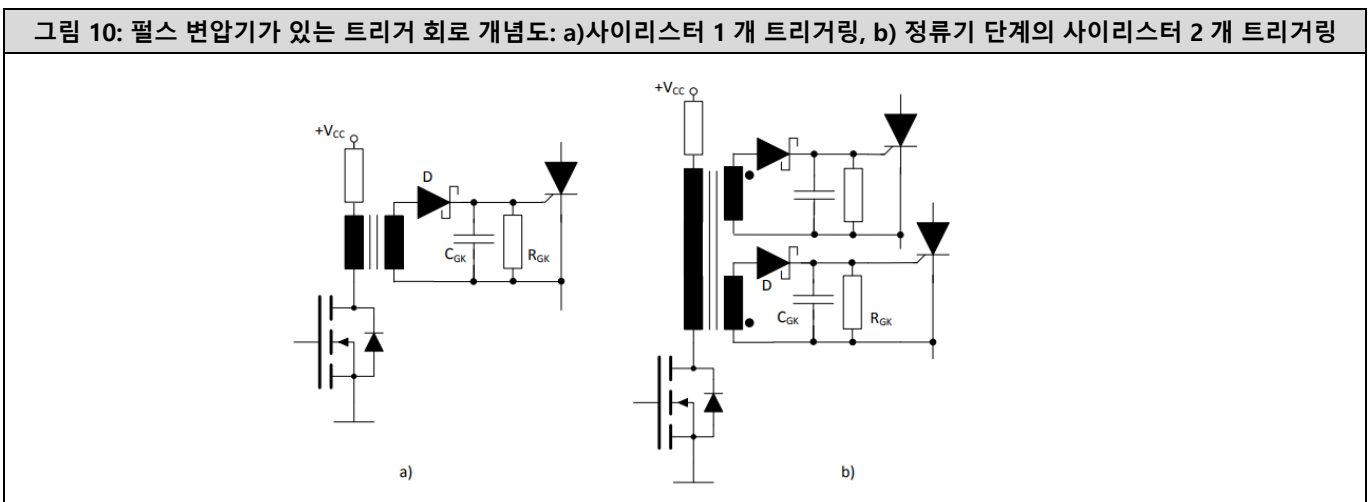 그림 10: 펄스 변압기가 있는 트리거 회로 개념도: a)사이리스터 1 개 트리거링, b) 정류기 단계의 사이리스터 2 개 트리거링
+VCC
D
CGK
RGK
a)
+VCC
D
CGK
RGK
b)